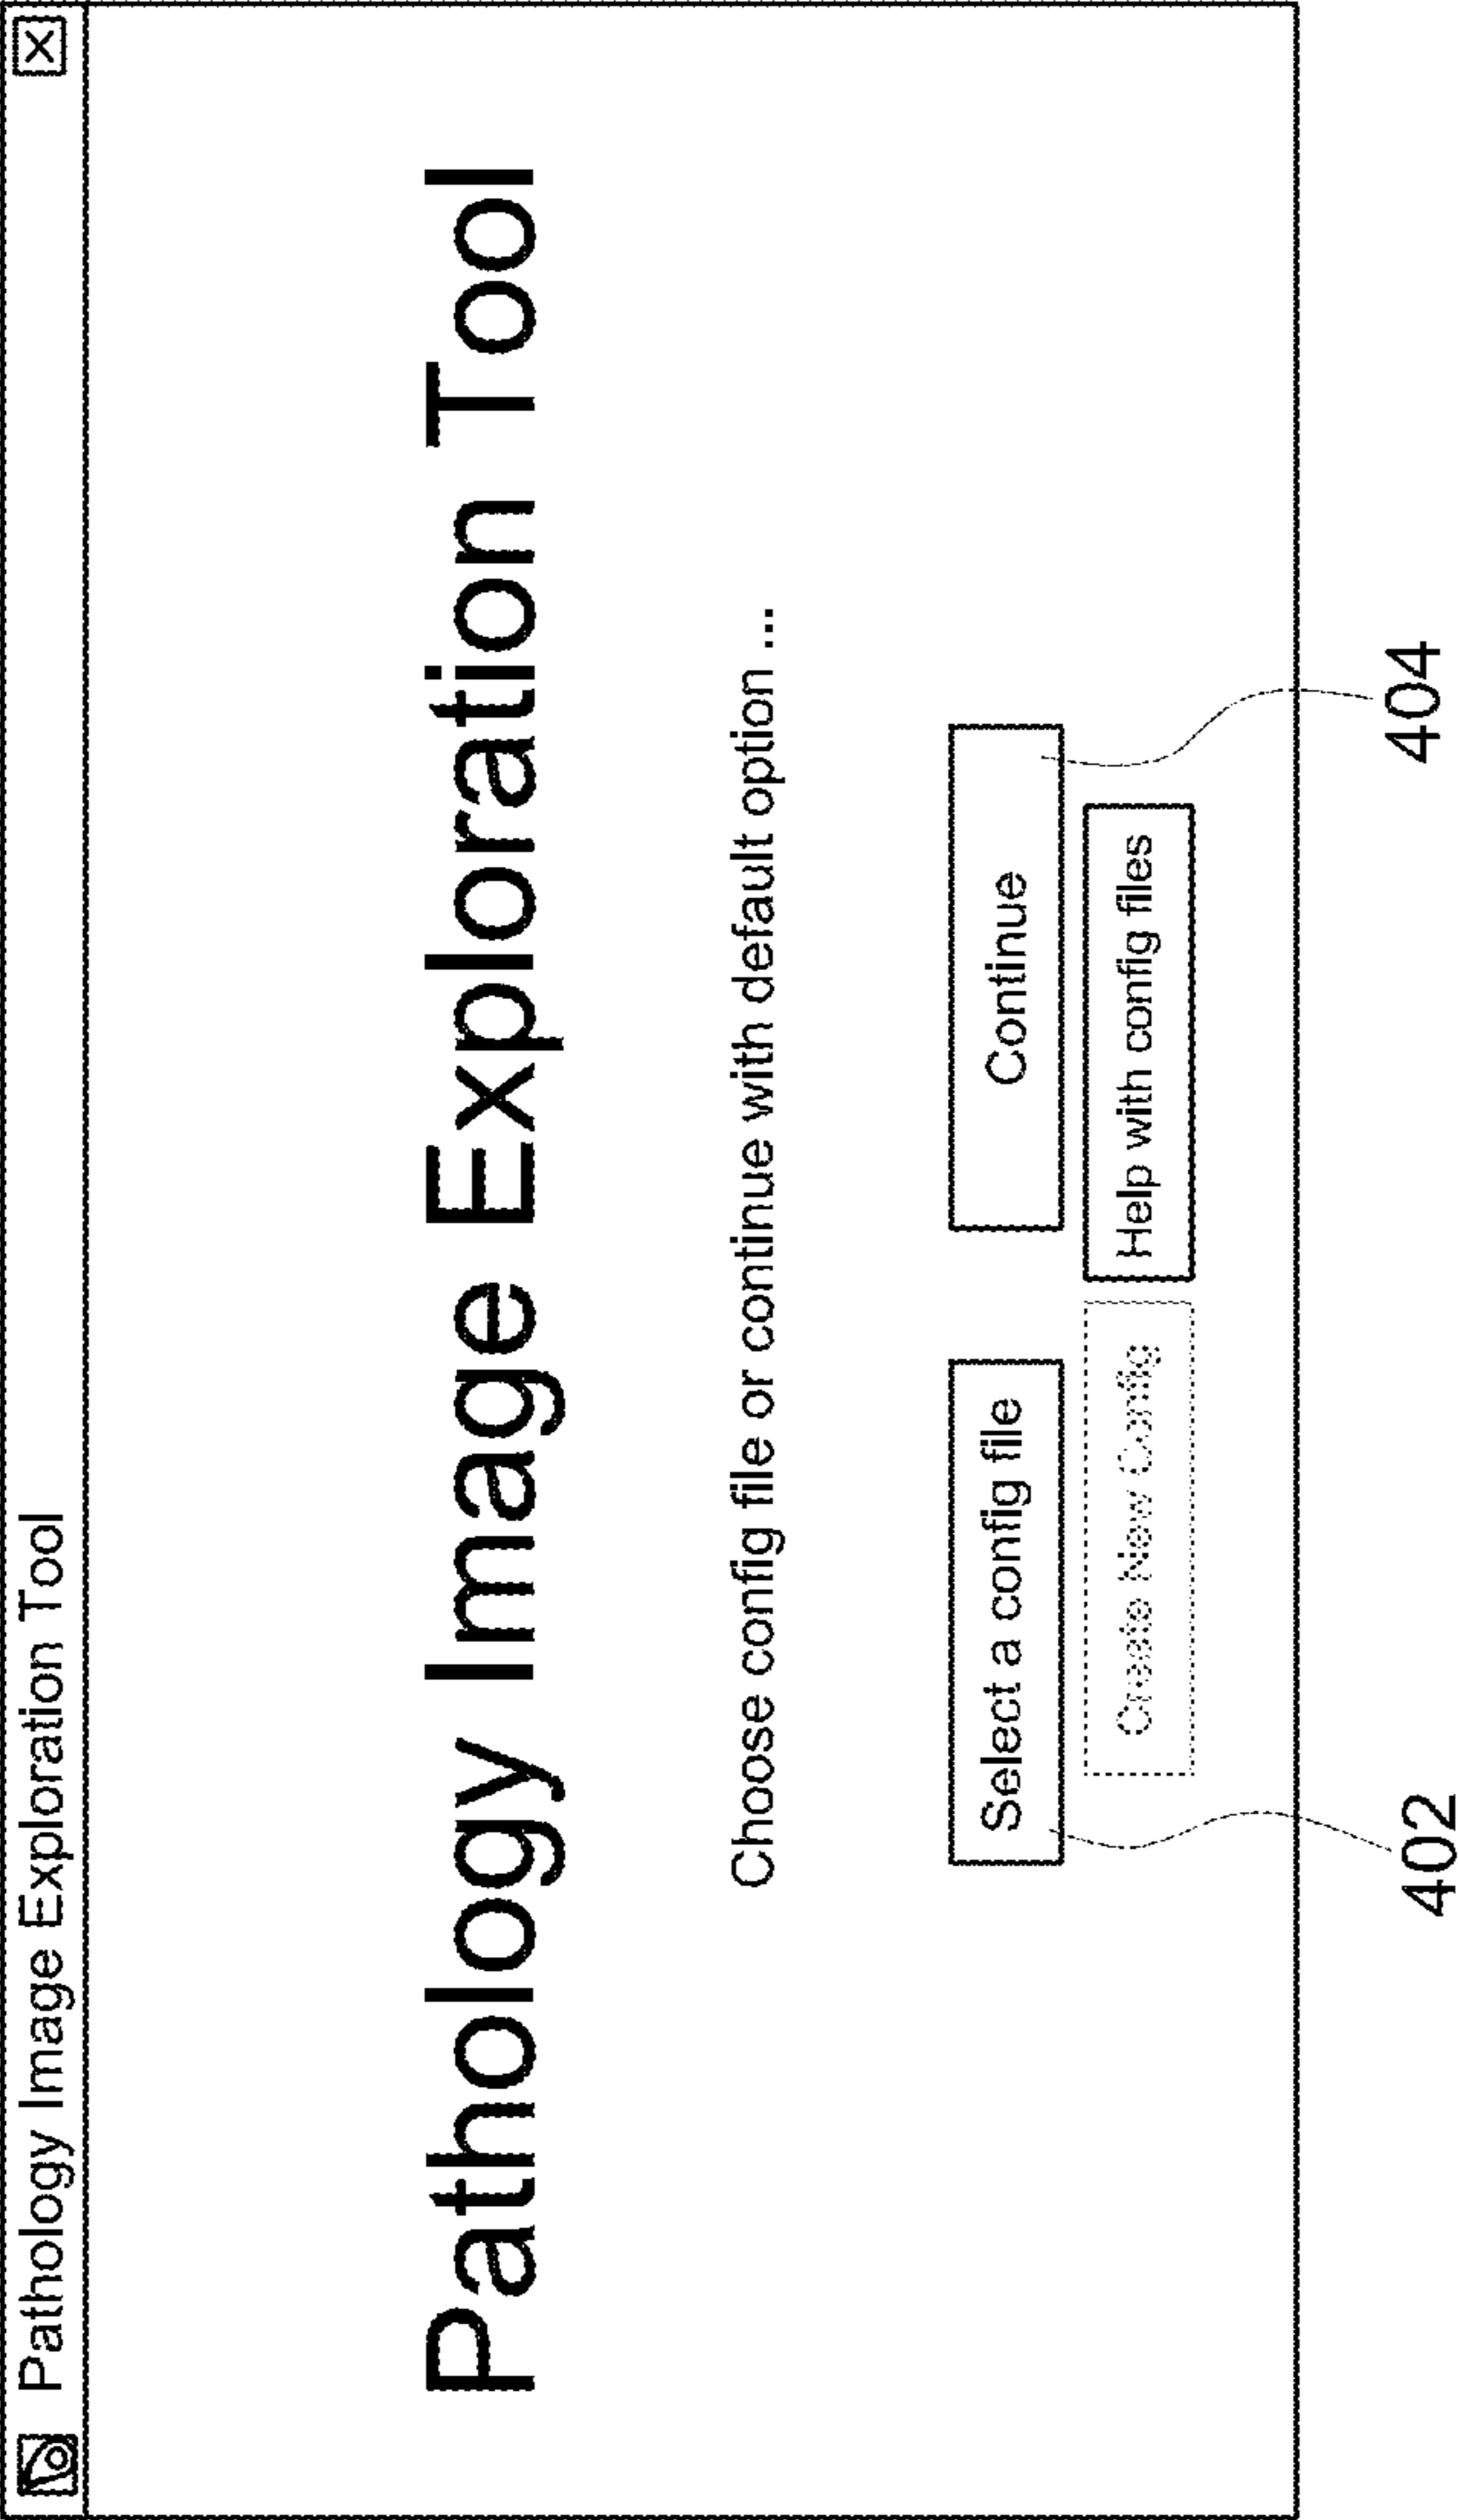 Pathology Image Exploration Tool
X
Pathology Image Exploration Tool
Choose config file or continue with default option ...
Select a config file
Continue
Create New Config
Help with config files
402
404